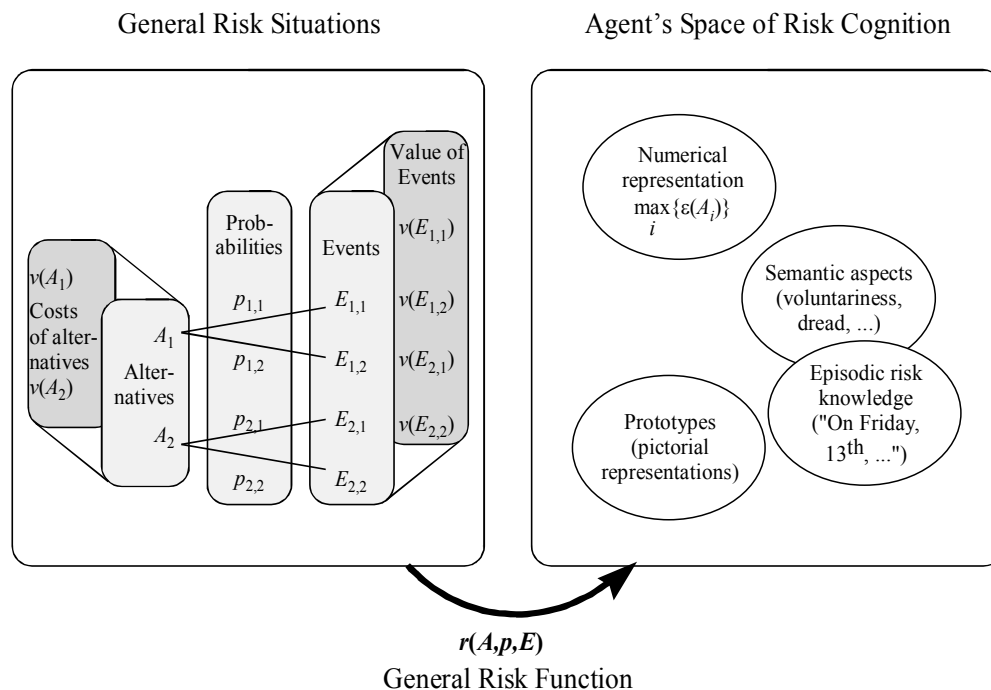 General Risk Situations
Agent's Space of Risk Cognition
v(A1)
Costs
of alter-
natives
v(A2)
A1
Alter-
natives
A2
Prob-
abilities
p1,1
p1,2
p2,1
p2,2
Events
E1,1
E1,2
E2,1
E2,2
Value of
Events
v(E1,1)
v(E1,2)
v(E2,1)
v(E2,2)
Numerical
representation
max {ε(Ai)}
i
Semantic aspects
(voluntariness,
dread, ...)
Episodic risk
knowledge
("On Friday,
13th, ...")
Prototypes
(pictorial
representations)
r(A,p,E)
General Risk Function